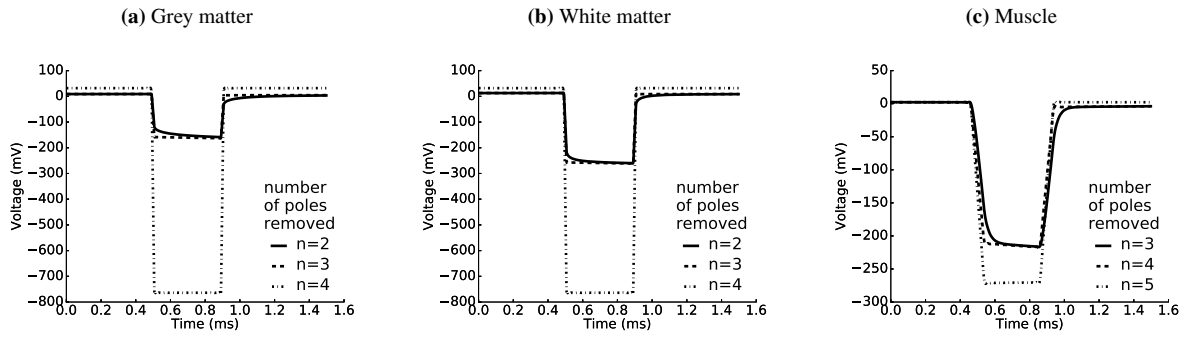 (a) Grey matter
100
0
−100
−200
−300
−400
−500
−600
−700
−800
Voltage (mV)
0.0 0.2 0.4 0.6 0.8 1.0 1.2 1.4 1.6
Time (ms)
number
of poles
removed
n=2
n=3
n=4
(b) White matter
100
0
−100
−200
−300
−400
−500
−600
−700
−800
Voltage (mV)
0.0 0.2 0.4 0.6 0.8 1.0 1.2 1.4 1.6
Time (ms)
number
of poles
removed
n=2
n=3
n=4
(c) Muscle
50
0
−50
−100
−150
−200
−250
−300
Voltage (mV)
0.0 0.2 0.4 0.6 0.8 1.0 1.2 1.4 1.6
Time (ms)
number
of poles
removed
n=3
n=4
n=5